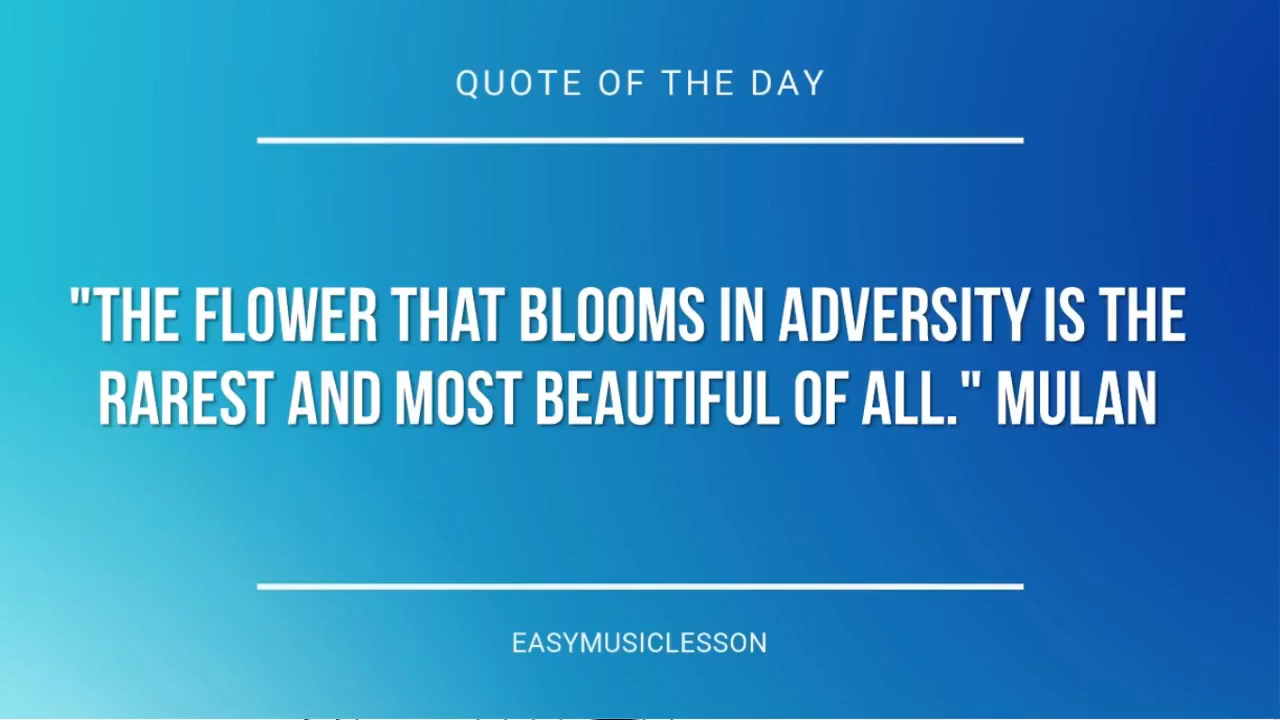 QUOTE OF THE DAY
"THE FLOWER THAT BLOOMS IN ADVERSITY IS THE
RAREST AND MOST BEAUTIFUL OF ALL." MULAN
EASYMUSICLESSON